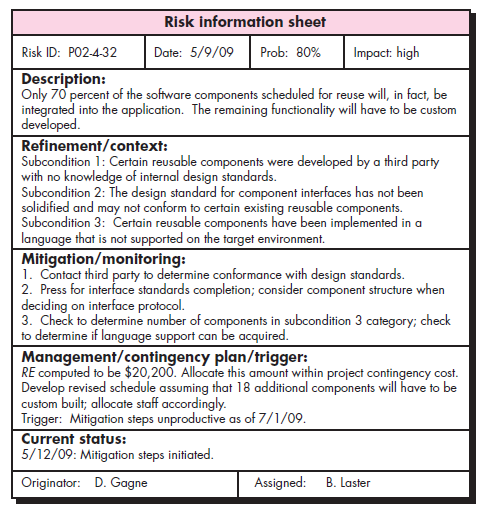 Risk information sheet
Risk ID: P02-4-32 Date: 5/9/09 Prob: 80% Impact: high
Description:
Only 70 percent of the software components scheduled for reuse will, in fact, be
integrated into the application. The remaining functionality will have to be custom
developed.
Refinement/context:
Subcondition 1: Certain reusable components were developed by a third party
with no knowledge of internal design standards.
Subcondition 2: The design standard for component interfaces has not been
solidified and may not conform to certain existing reusable components.
Subcondition 3: Certain reusable components have been implemented in a
language that is not supported on the target environment.
Mitigation/monitoring:
1. Contact third party to determine conformance with design standards.
2. Press for interface standards completion; consider component structure when
deciding on interface protocol.
3. Check to determine number of components in subcondition 3 category; check
to determine if language support can be acquired.
Management/contingency plan/trigger:
RE computed to be $20,200. Allocate this amount within project contingency cost.
Develop revised schedule assuming that 18 additional components will have to be
custom built; allocate staff accordingly.
Trigger: Mitigation steps unproductive as of 7/1/09.
Current status:
5/12/09: Mitigation steps initiated.
Originator: D. Gagne Assigned: B. Laster